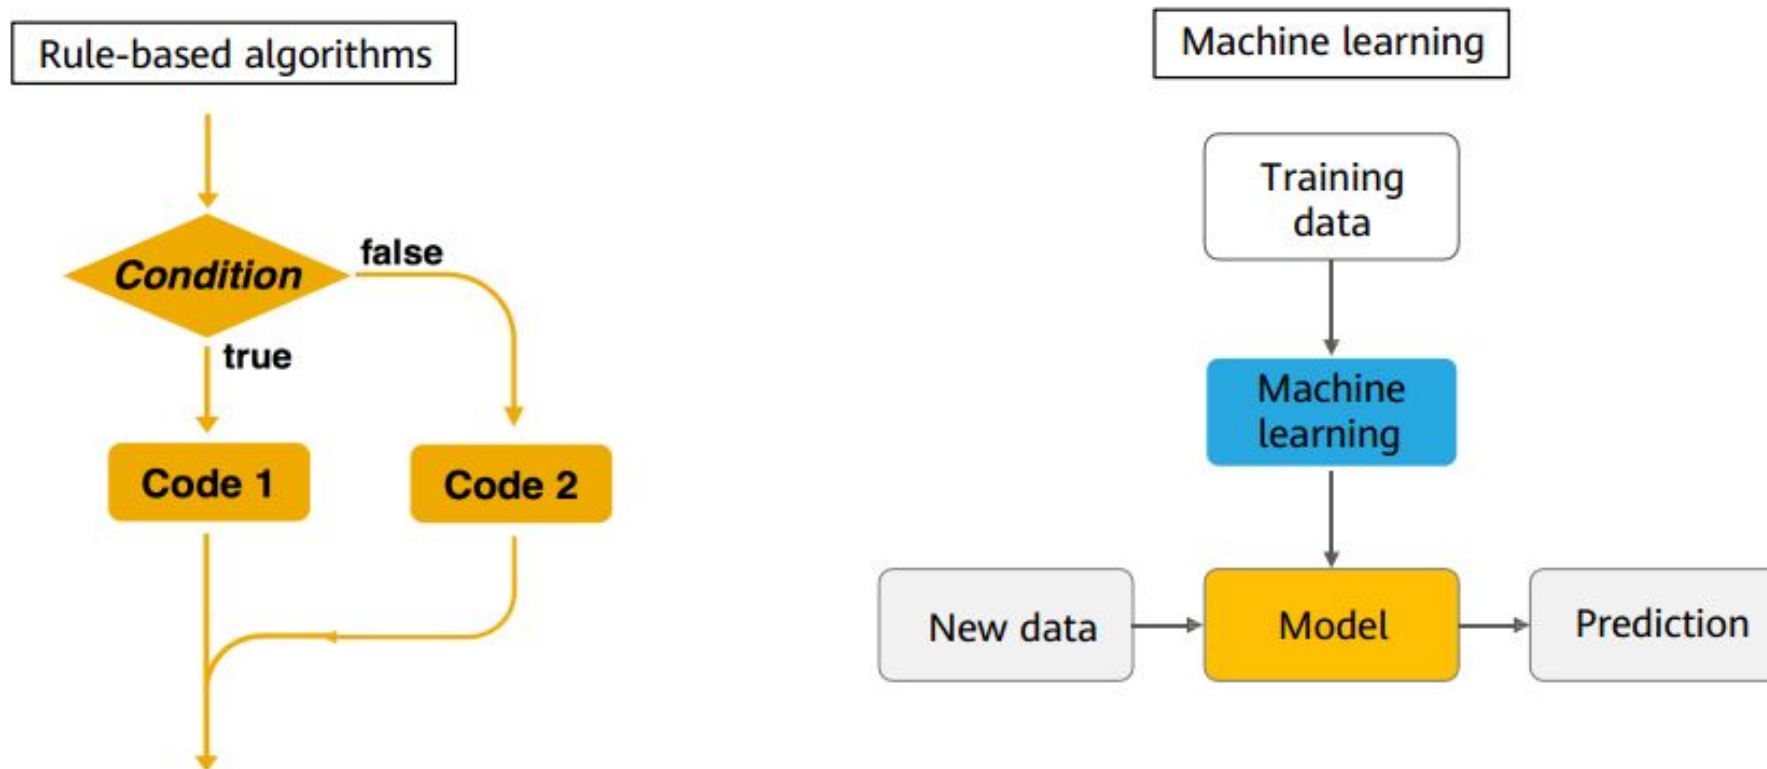 Rule-based algorithms
Condition
false
true
Code 1
Code 2
Machine learning
Training
data
Machine
learning
New data
Model
Prediction